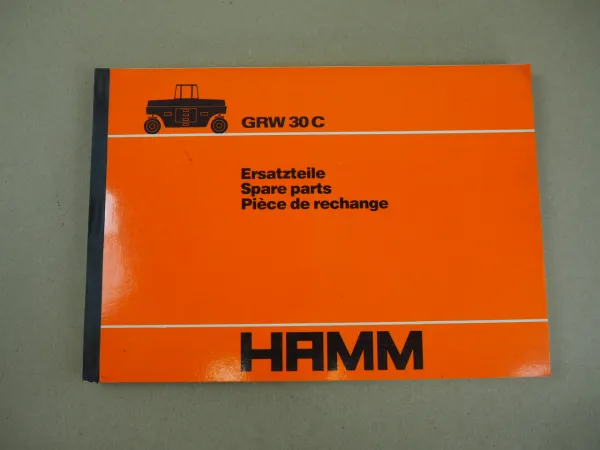 GRW 30 C
Ersatzteile
Spare parts
Pièce de rechange
HAMM